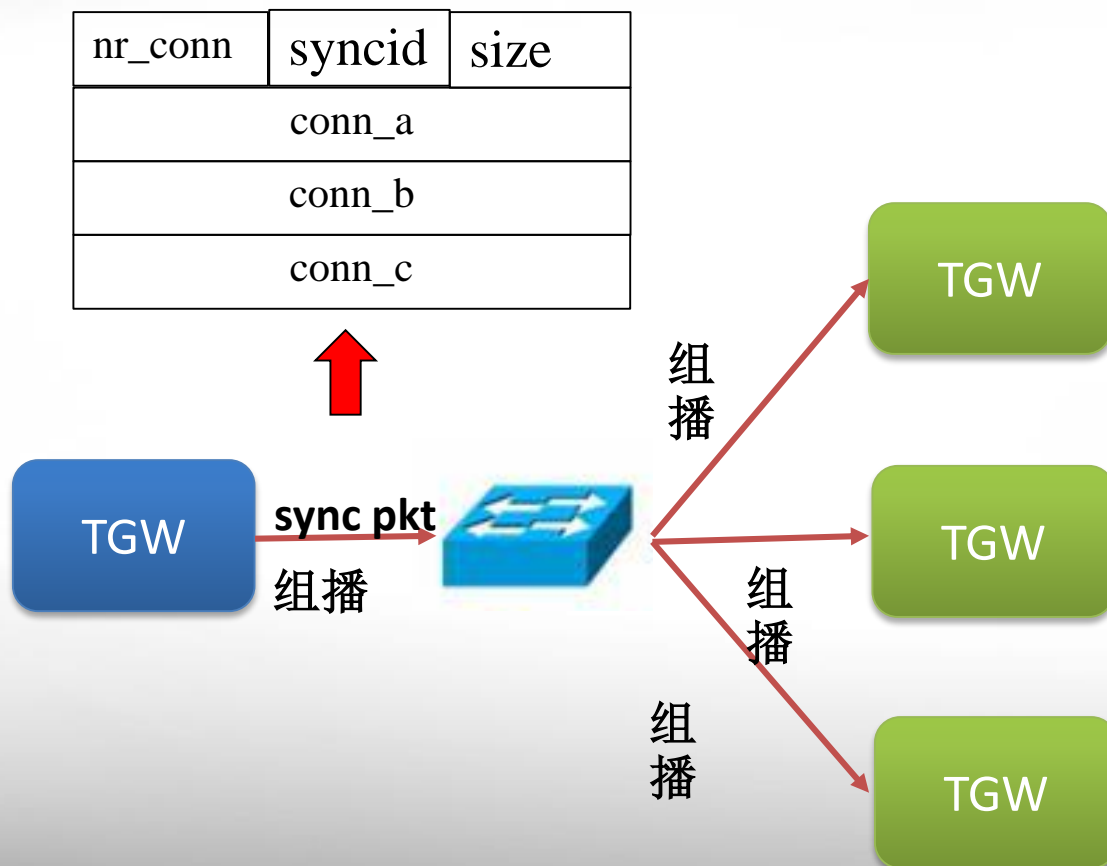 nr_conn syncid size
conn_a
conn_b
conn_c
TGW
组
播
TGW
sync pkt
组播
TGW
组
播
组
播
TGW